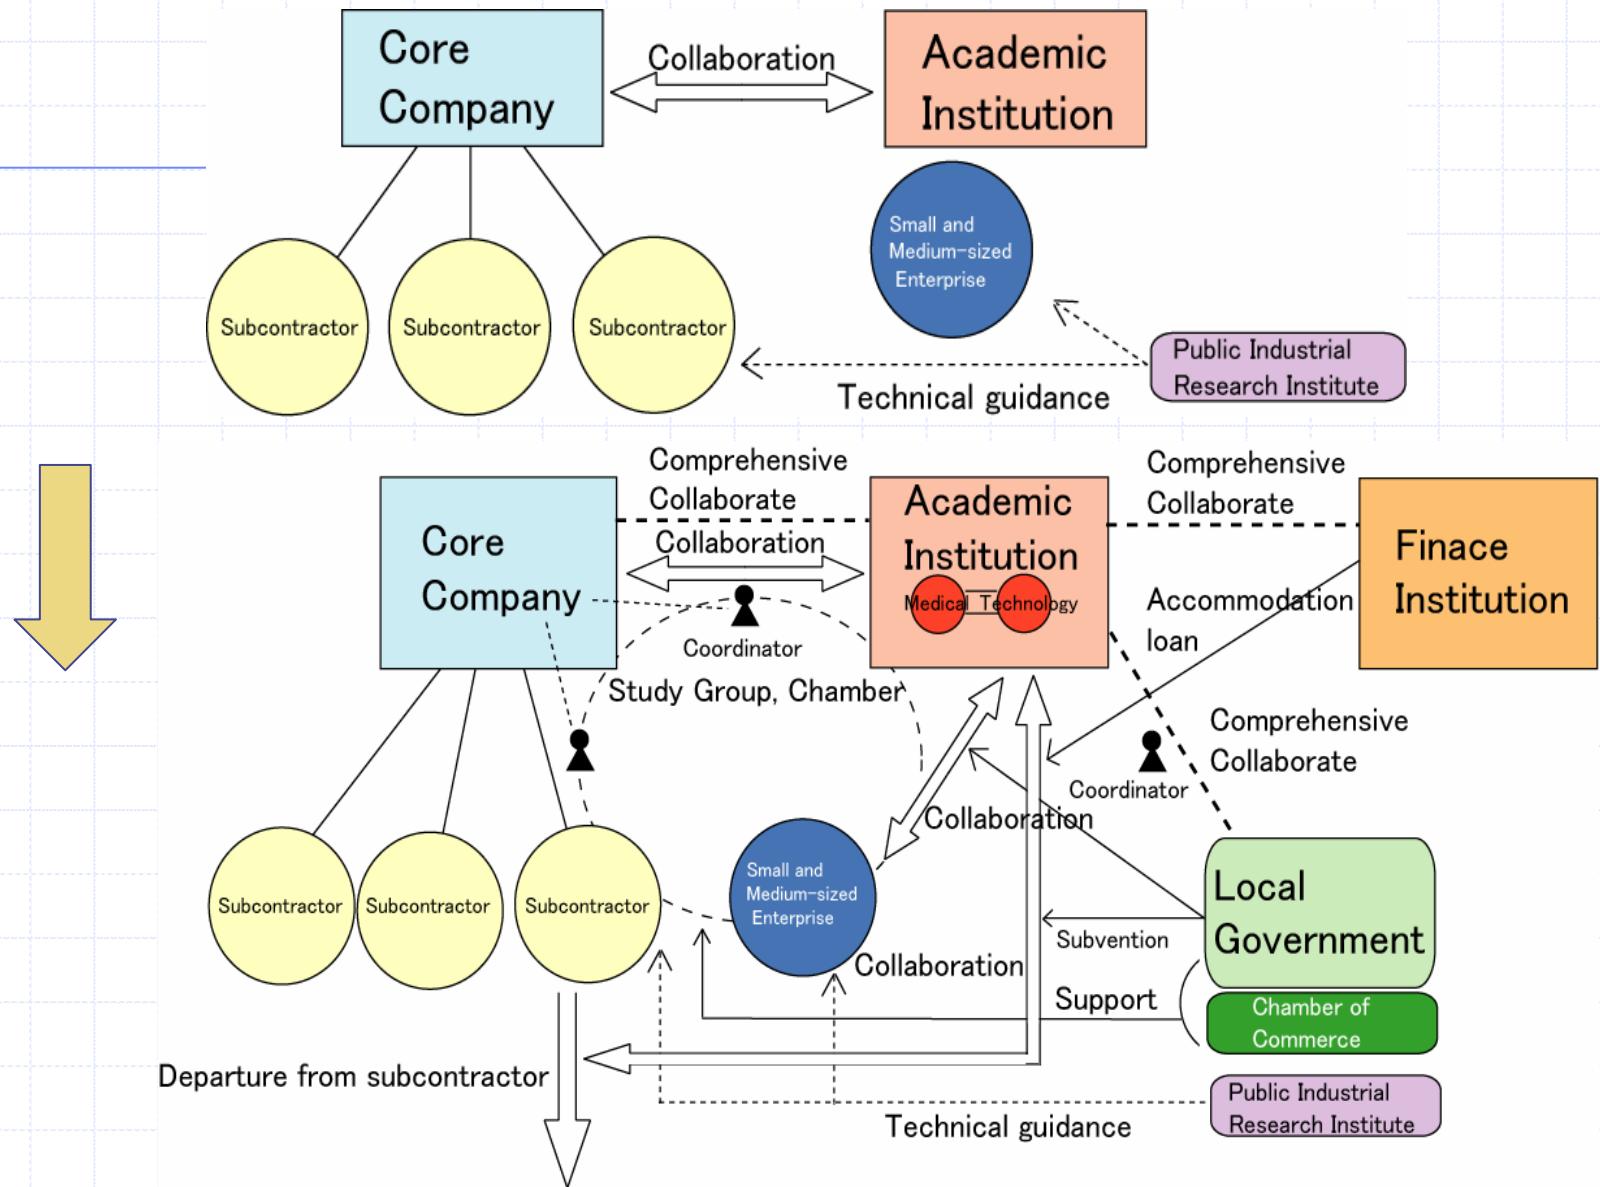 Core
Company
Collaboration
Academic
Institution
Small and
Medium-sized
Enterprise
Subcontractor
Subcontractor
Subcontractor
Public Industrial
Research Institute
Technical guidance
Comprehensive
Collaborate
Comprehensive
Collaborate
Core
Company
Collaboration
Academic
Institution
Medical Technology
Finace
Institution
Accommodation
loan
Coordinator
Study Group, Chamber
Comprehensive
Collaborate
Coordinator
Collaboration
Subcontractor
Subcontractor
Subcontractor
Small and
Medium-sized
Enterprise
Local
Government
Subvention
Collaboration
Support
Chamber of
Commerce
Departure from subcontractor
Public Industrial
Research Institute
Technical guidance